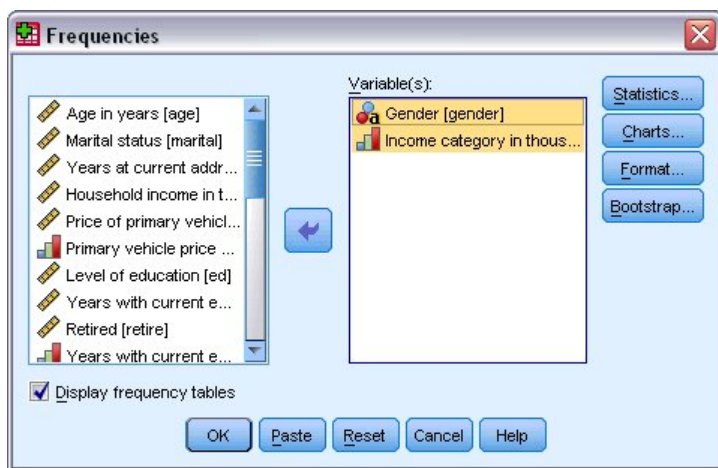 Frequencies
Age in years [age]
Marital status [marital]
Years at current addr...
Household income in t...
Price of primary vehicl...
Primary vehicle price ...
Level of education [ed]
Years with current e...
Retired [retire]
Years with current e...
Variable(s):
a Gender [gender]
Income category in thous...
Statistics...
Charts...
Format...
Bootstrap...
Display frequency tables
OK Paste Reset Cancel Help